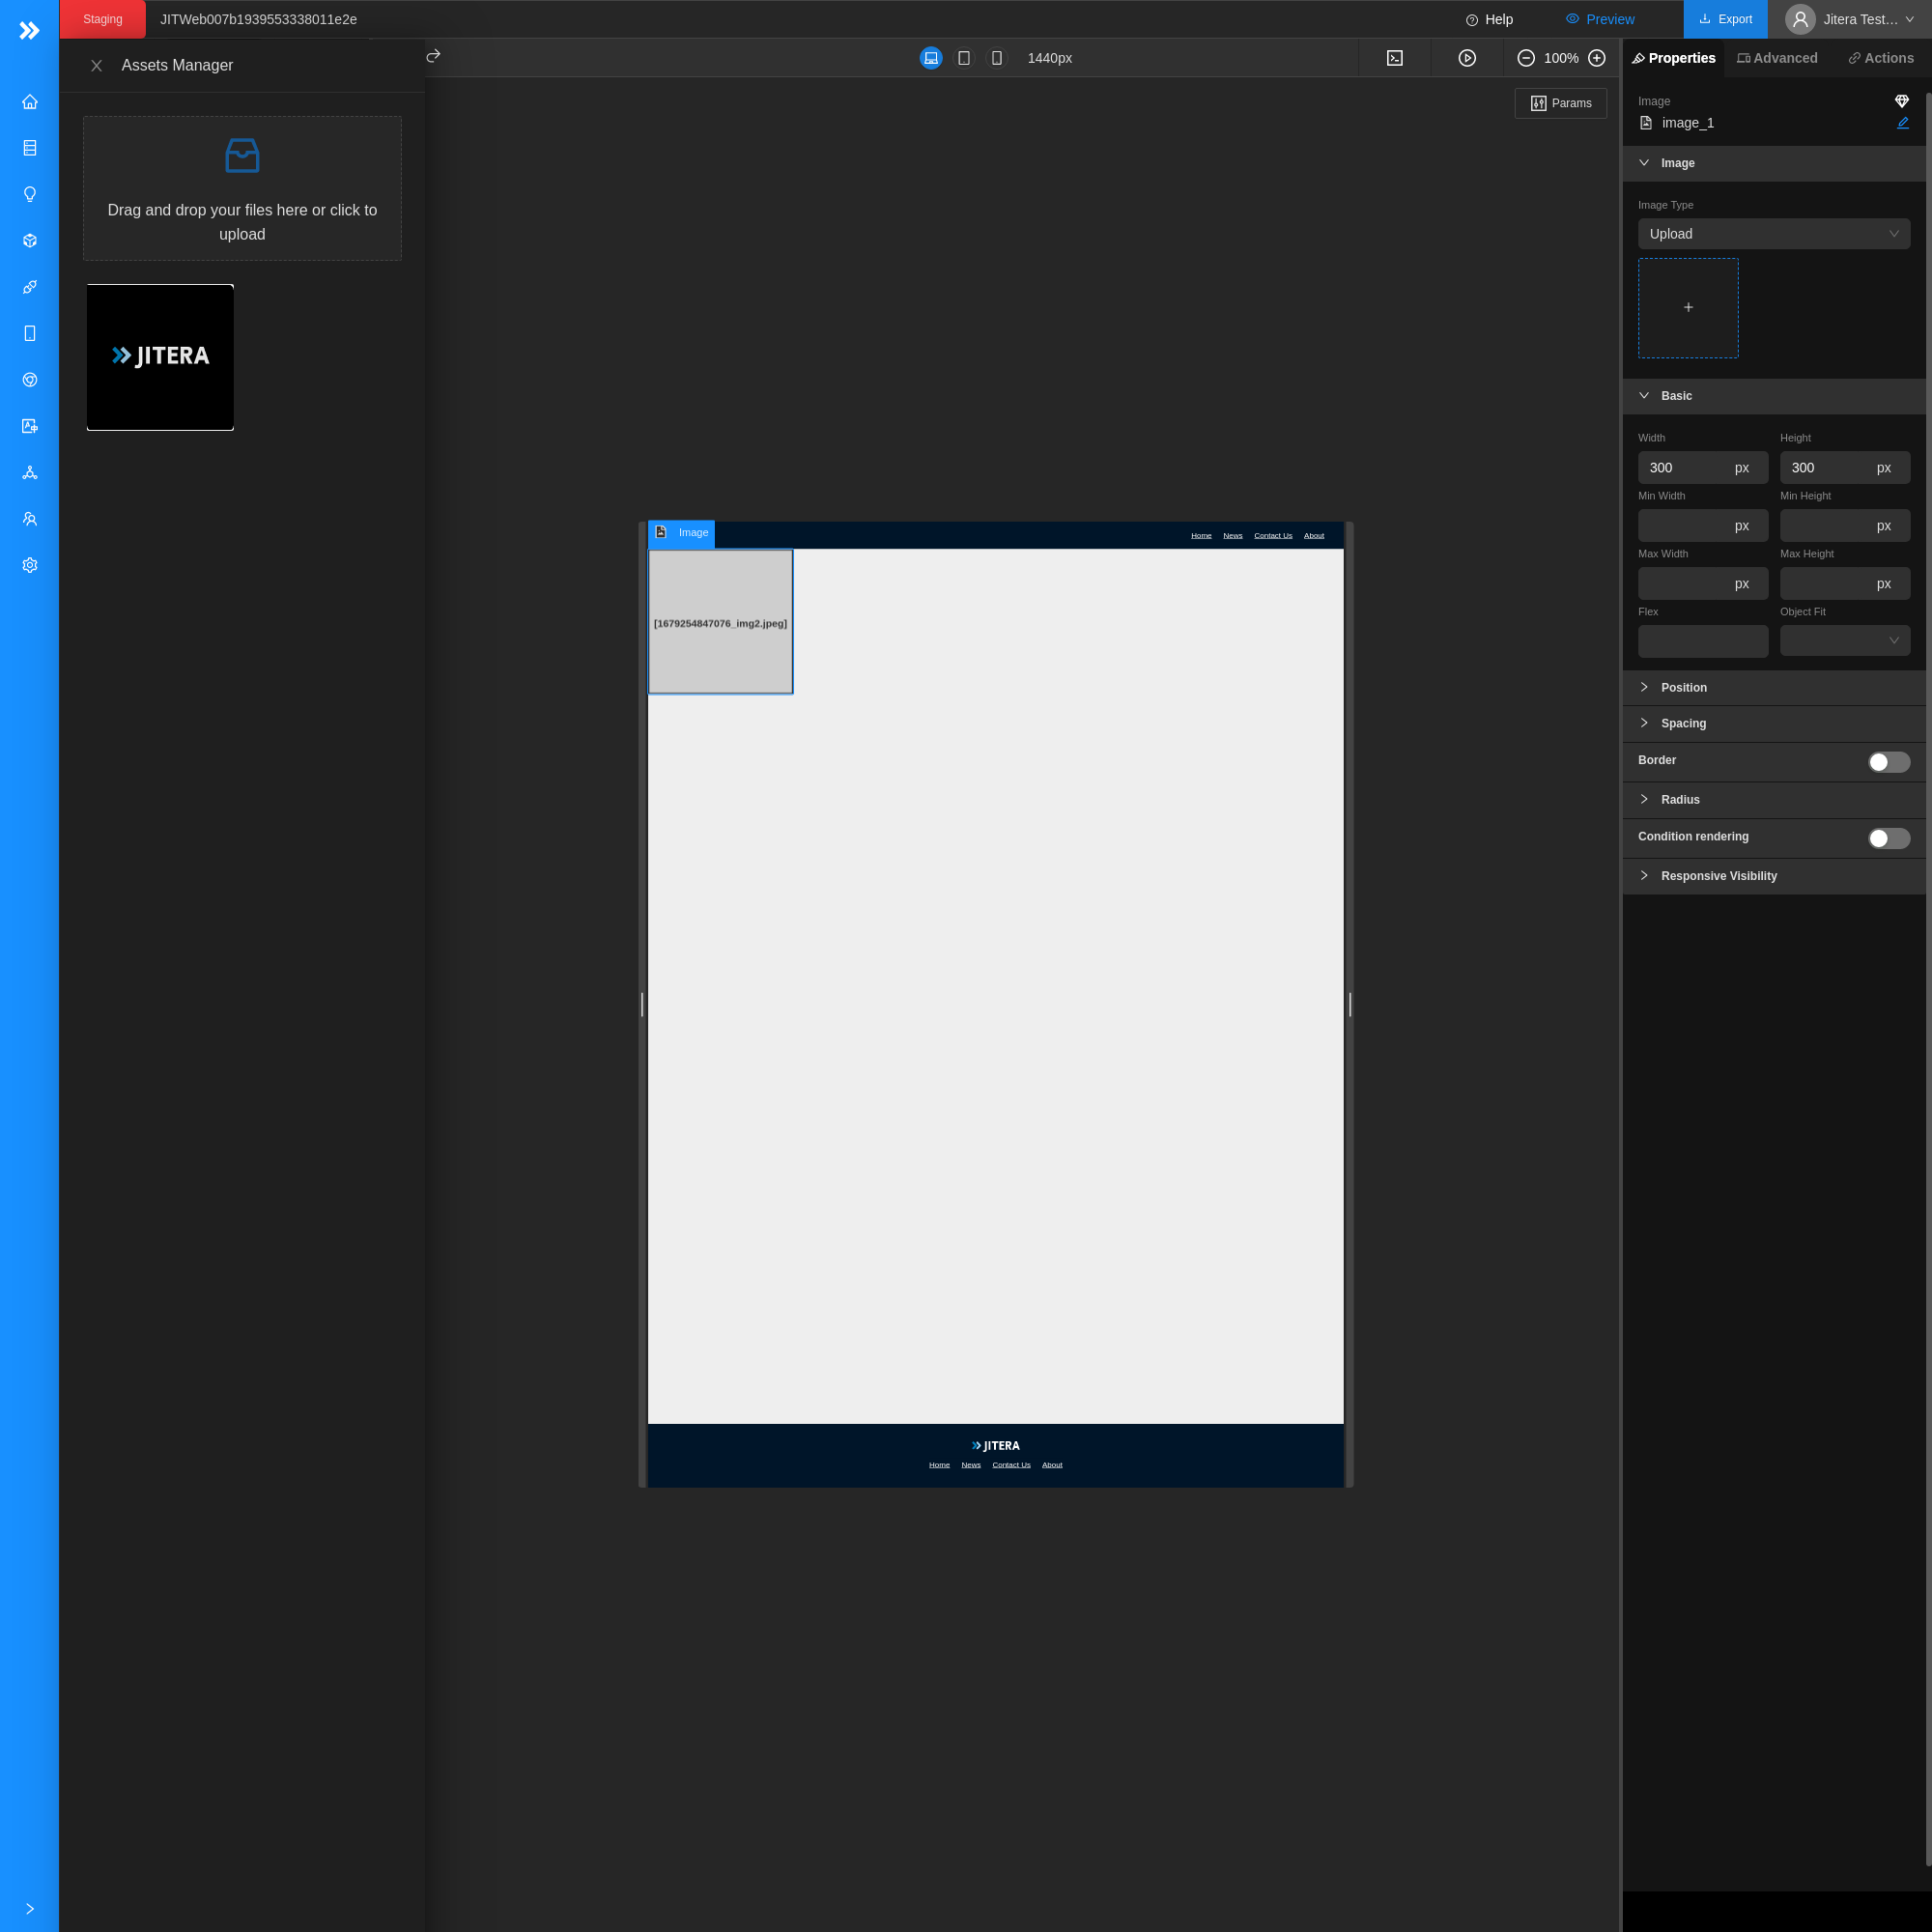 Staging
JITWeb007b1939553338011e2e
Help
Preview
Export
Jitera Test…
Assets Manager
1440px
100%
Properties
Advanced
Actions
Params
Drag and drop your files here or click to
upload
JITERA
Image
image_1
Image
Image Type
Upload
Basic
Width
Height
300 px
300 px
Min Width
Min Height
px
px
Max Width
Max Height
px
px
Flex
Object Fit
Position
Spacing
Border
Radius
Condition rendering
Responsive Visibility
Image
Home News Contact Us About
[1679254847076_img2.jpeg]
JITERA
Home News Contact Us About